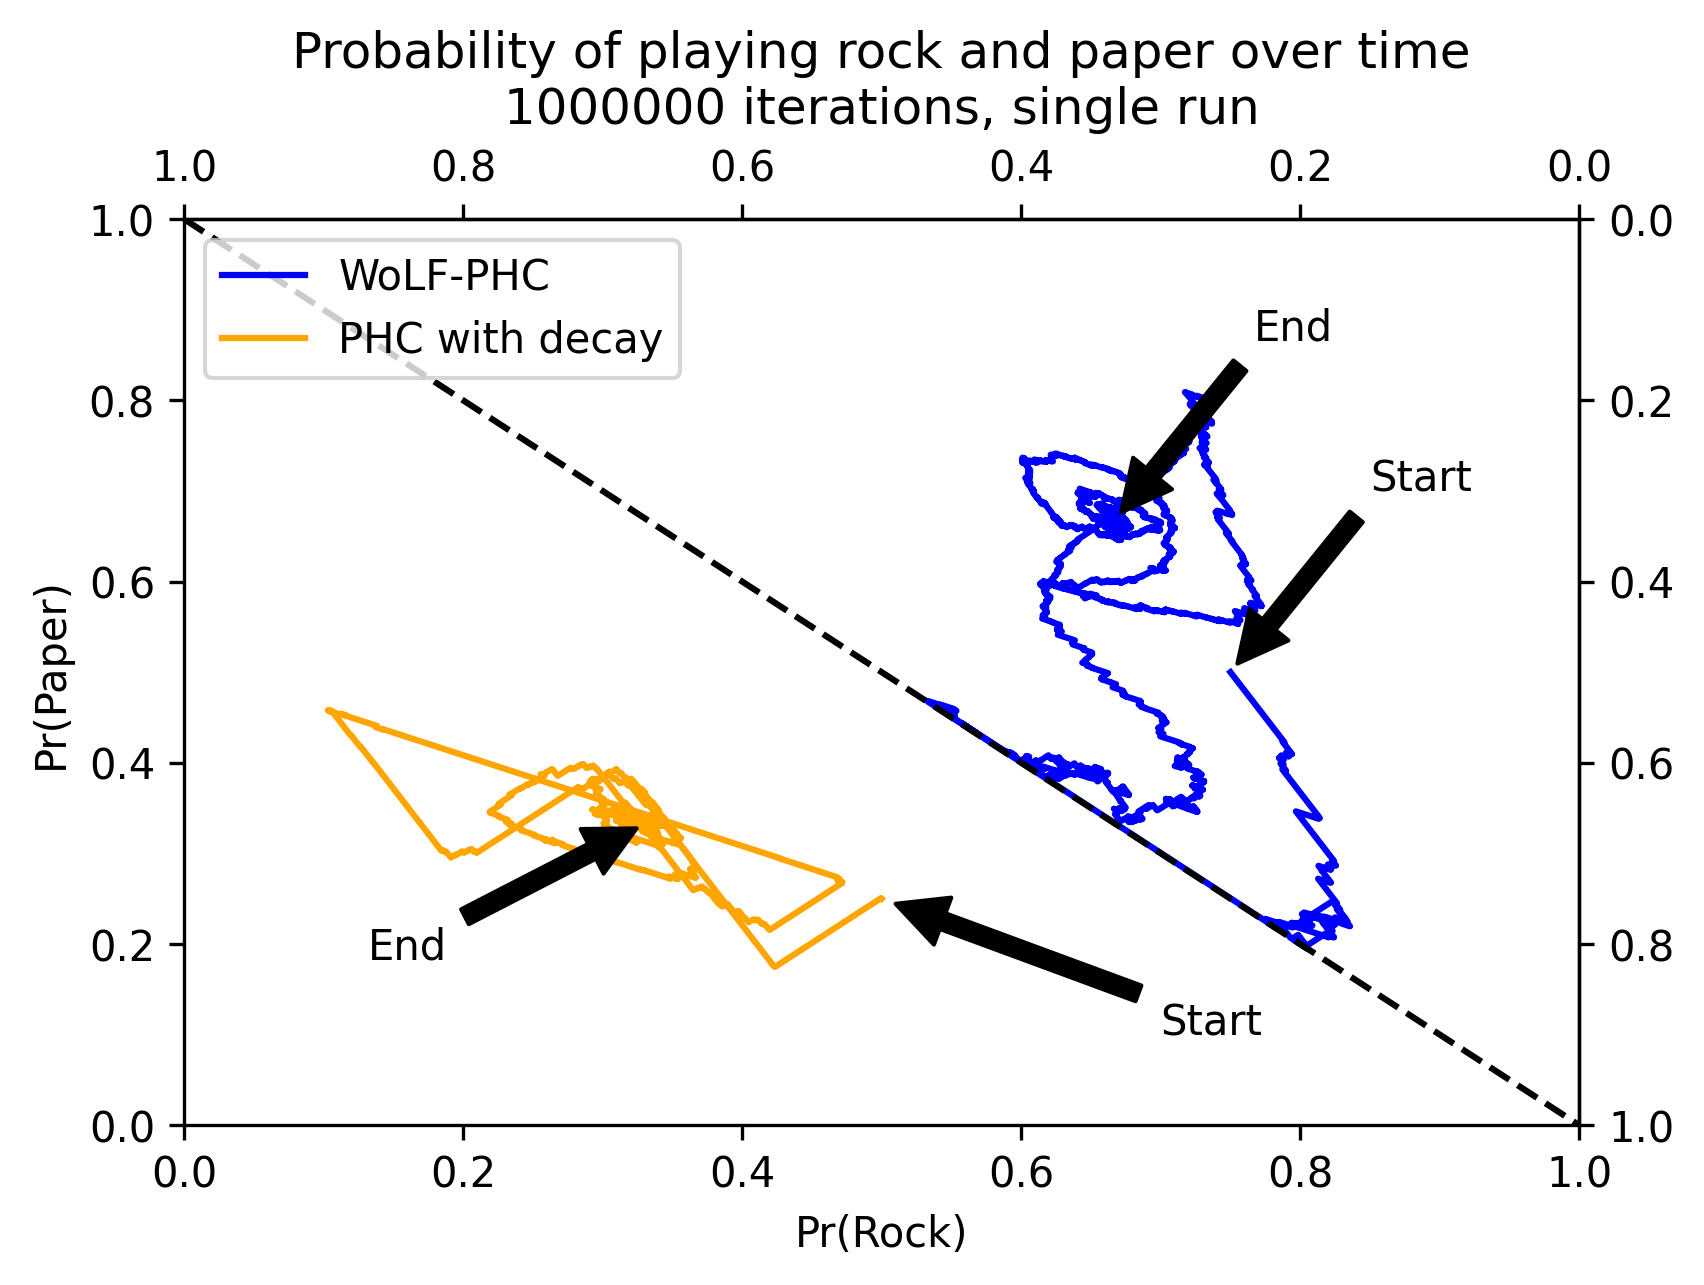 Probability of playing rock and paper over time
1000000 iterations, single run
1.0 0.8 0.6 0.4 0.2 0.0
1.0 0.0
WoLF-PHC
PHC with decay
End
0.8 0.2
Start
0.6 0.4
Pr(Paper)
0.4 0.6
End
0.2 0.8
Start
0.0 1.0
0.0 0.2 0.4 0.6 0.8 1.0
Pr(Rock)